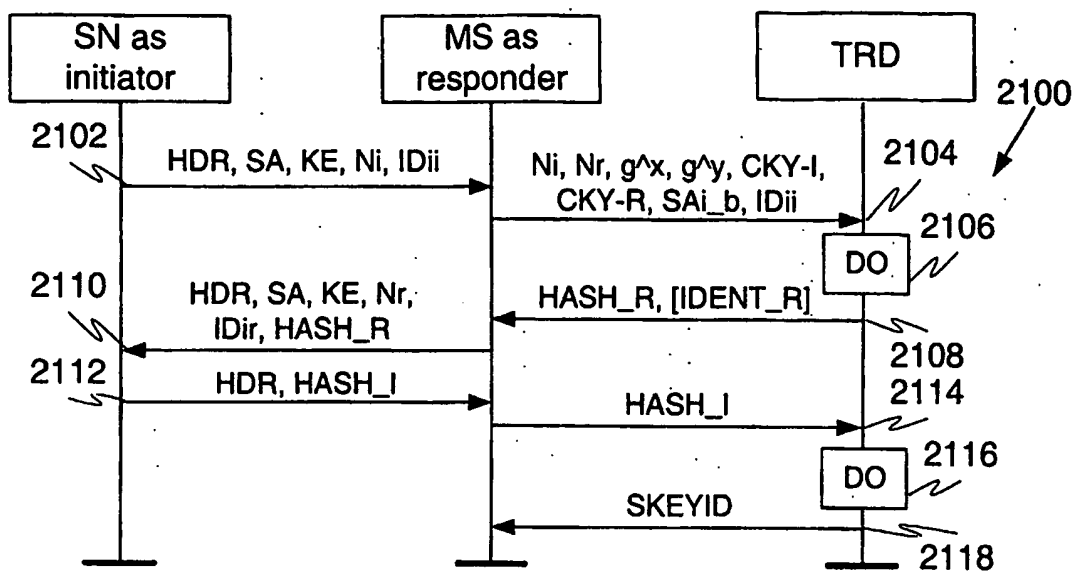 SN as
initiator
MS as
responder
TRD
2100
2102
HDR, SA, KE, Ni, IDii
Ni, Nr, g^x, g^y, CKY-I,
CKY-R, SAi_b, IDii
2104
DO
2106
2110
HDR, SA, KE, Nr,
IDir, HASH_R
HASH_R, [IDENT_R]
2108
2112
HDR, HASH_I
HASH_I
2114
DO
2116
SKEYID
2118